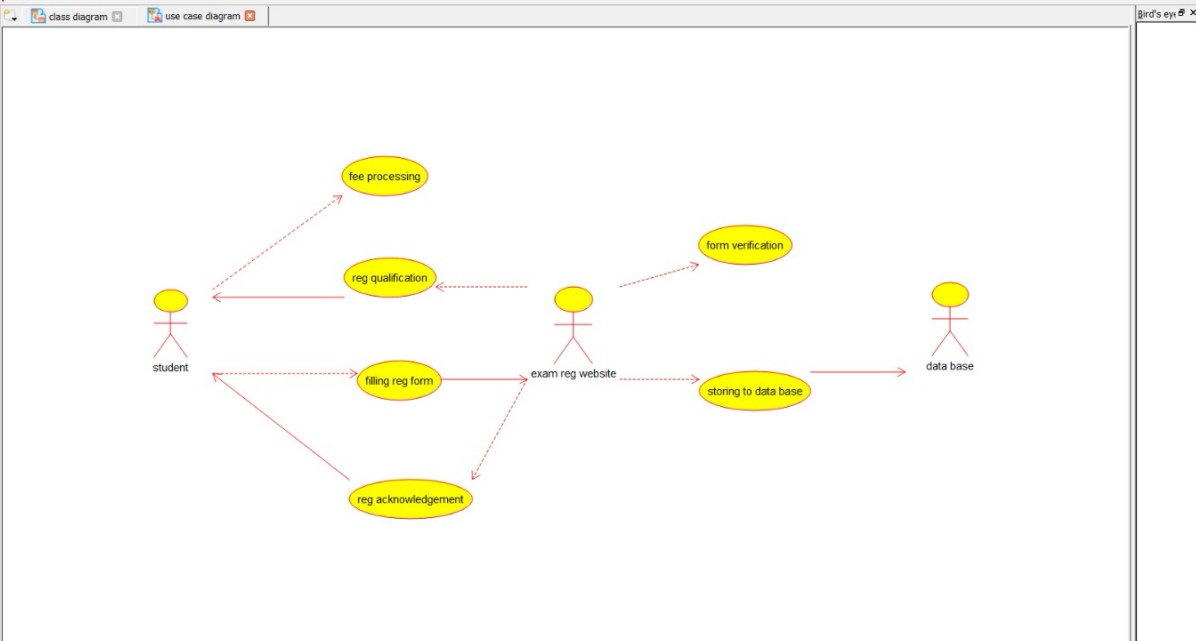 class diagram
use case diagram
Bird's eye
fee processing
form verification
reg qualification
student
exam reg website
data base
filling reg form
storing to data base
reg acknowledgement